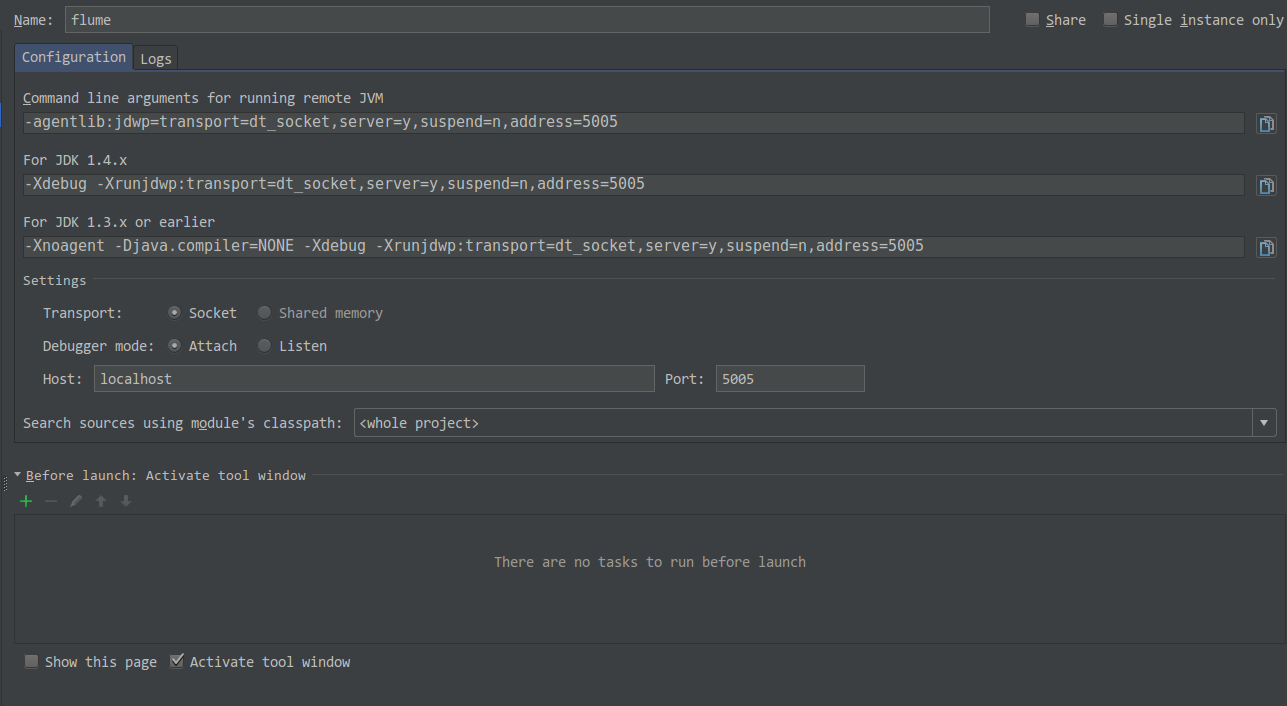 Name: flume Share Single instance only
Configuration Logs
Command line arguments for running remote JVM
-agentlib:jdwp=transport=dt_socket,server=y,suspend=n,address=5005
For JDK 1.4.x
-Xdebug -Xrunjdwp:transport=dt_socket,server=y,suspend=n,address=5005
For JDK 1.3.x or earlier
-Xnoagent -Djava.compiler=NONE -Xdebug -Xrunjdwp:transport=dt_socket,server=y,suspend=n,address=5005
Settings
Transport: Socket Shared memory
Debugger mode: Attach Listen
Host: localhost Port: 5005
Search sources using module's classpath: <whole project>
Before launch: Activate tool window
There are no tasks to run before launch
Show this page Activate tool window